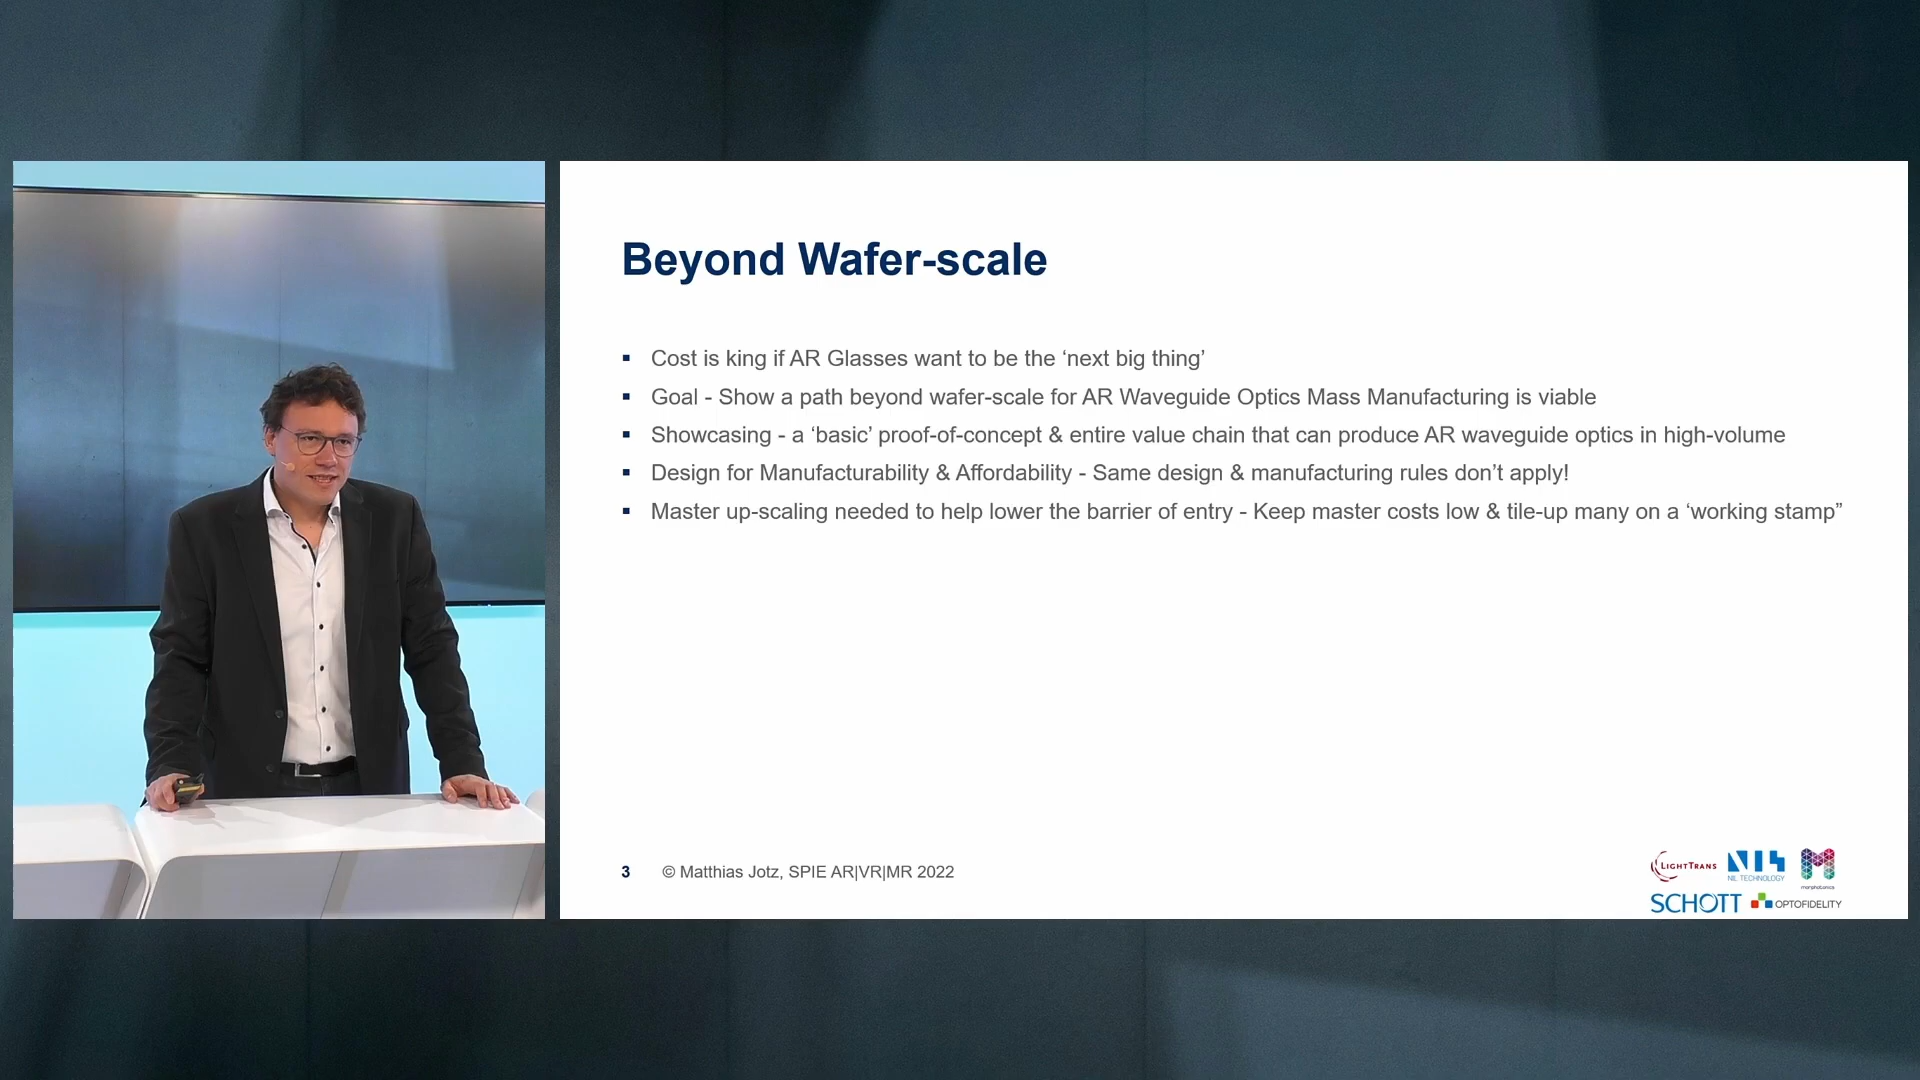 Beyond Wafer-scale
▪ Cost is king if AR Glasses want to be the ‘next big thing’
▪ Goal - Show a path beyond wafer-scale for AR Waveguide Optics Mass Manufacturing is viable
▪ Showcasing - a ‘basic’ proof-of-concept & entire value chain that can produce AR waveguide optics in high-volume
▪ Design for Manufacturability & Affordability - Same design & manufacturing rules don’t apply!
▪ Master up-scaling needed to help lower the barrier of entry - Keep master costs low & tile-up many on a ‘working stamp”
3 © Matthias Jotz, SPIE AR|VR|MR 2022
LIGHTTRANS
NIL
NIL TECHNOLOGY
morphotonics
SCHOTT
OPTOFIDELITY